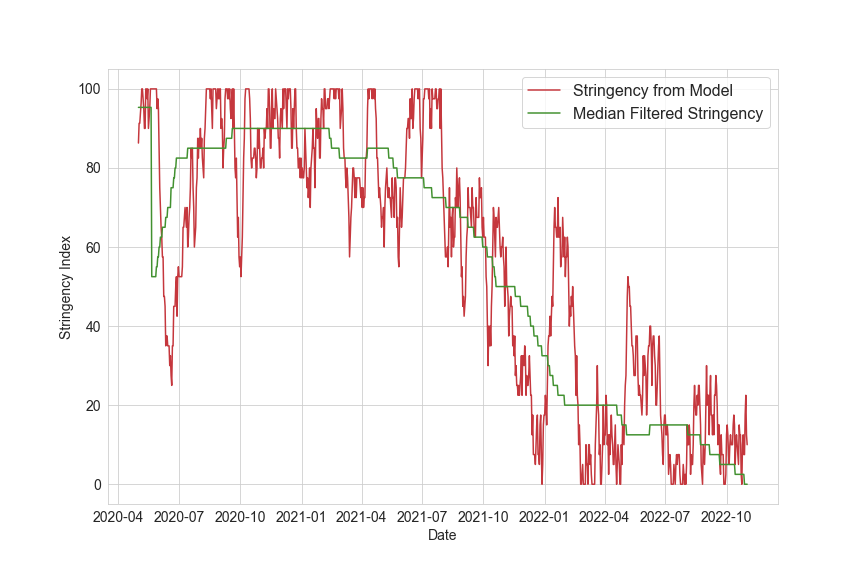 Stringency from Model
Median Filtered Stringency
100
80
60
40
20
0
Stringency Index
2020-04 2020-07 2020-10 2021-01 2021-04 2021-07 2021-10 2022-01 2022-04 2022-07 2022-10
Date